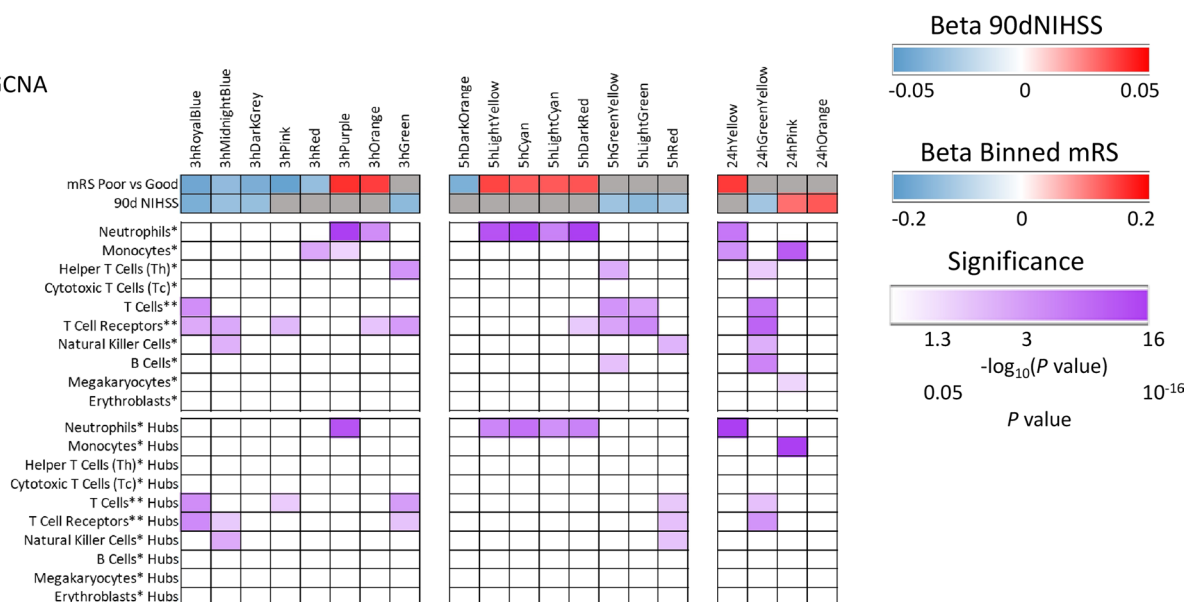 GCNA
3hRoyalBlue
3hMidnightBlue
3hDarkGrey
3hPink
3hRed
3hPurple
3hOrange
3hGreen
5hDarkOrange
5hLightYellow
5hCyan
5hLightCyan
5hDarkRed
5hGreenYellow
5hLightGreen
5hRed
24hYellow
24hGreenYellow
24hPink
24hOrange
mRS Poor vs Good
90d NIHSS
Neutrophils*
Monocytes*
Helper T Cells (Th)*
Cytotoxic T Cells (Tc)*
T Cells**
T Cell Receptors**
Natural Killer Cells*
B Cells*
Megakaryocytes*
Erythroblasts*
Neutrophils* Hubs
Monocytes* Hubs
Helper T Cells (Th)* Hubs
Cytotoxic T Cells (Tc)* Hubs
T Cells** Hubs
T Cell Receptors** Hubs
Natural Killer Cells* Hubs
B Cells* Hubs
Megakaryocytes* Hubs
Erythroblasts* Hubs
Beta 90dNIHSS
-0.05 0 0.05
Beta Binned mRS
-0.2 0 0.2
Significance
1.3 3 16
-log10(P value)
0.05 10-16
P value